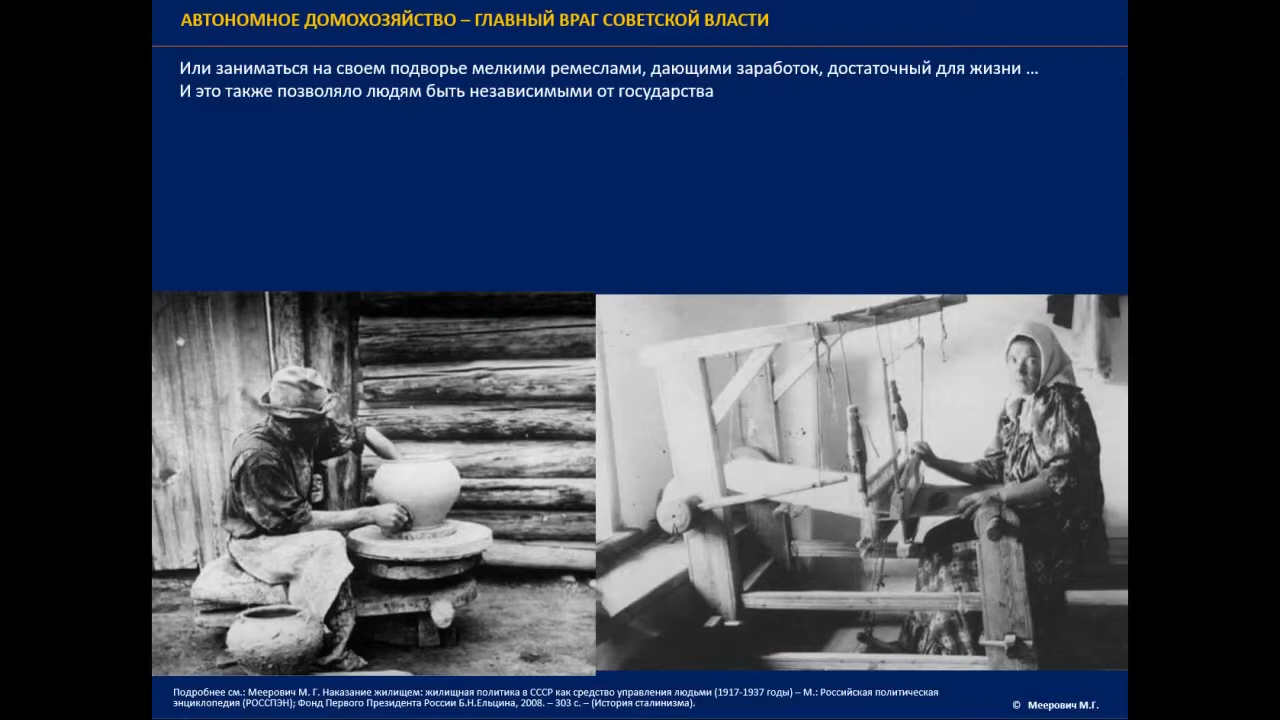 АВТОНОМНОЕ ДОМОХОЗЯЙСТВО – ГЛАВНЫЙ ВРАГ СОВЕТСКОЙ ВЛАСТИ
Или заниматься на своем подворье мелкими ремеслами, дающими заработок, достаточный для жизни …
И это также позволяло людям быть независимыми от государства
Подробнее см.: Меерович М. Г. Наказание жилищем: жилищная политика в СССР как средство управления людьми (1917-1937 годы) – М.: Российская политическая
энциклопедия (РОССПЭН); Фонд Первого Президента России Б.Н.Ельцина, 2008. – 303 с. – (История сталинизма).
© Меерович М.Г.